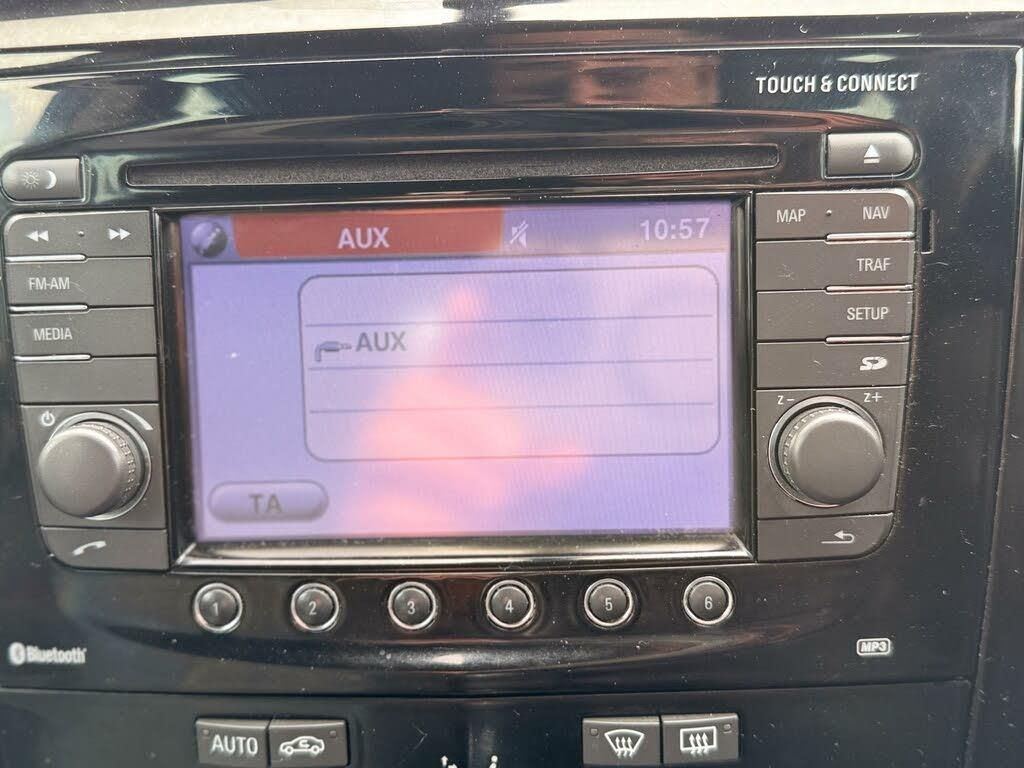 TOUCH & CONNECT
MAP NAV
AUX 10:57
TRAF
FM-AM
SETUP
MEDIA
AUX
SD
z- z+
TA
1 2 3 4 5 6
Bluetooth
MP3
AUTO